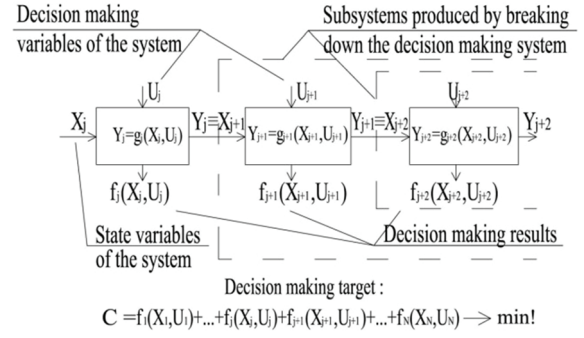 Decision making
variables of the system
Subsystems produced by breaking
down the decision making system
Uj
Uj+1
Uj+2
Xj
Yj=gj(Xj,Uj)
Yj≡Xj+1
Yj+1=gj+1(Xj+1,Uj+1)
Yj+1≡Xj+2
Yj+2=gj+2(Xj+2,Uj+2)
Yj+2
fj(Xj,Uj)
fj+1(Xj+1,Uj+1)
fj+2(Xj+2,Uj+2)
State variables
of the system
Decision making results
Decision making target :
C =f1(X1,U1)+...+fj(Xj,Uj)+fj+1(Xj+1,Uj+1)+...+fN(XN,UN) → min!